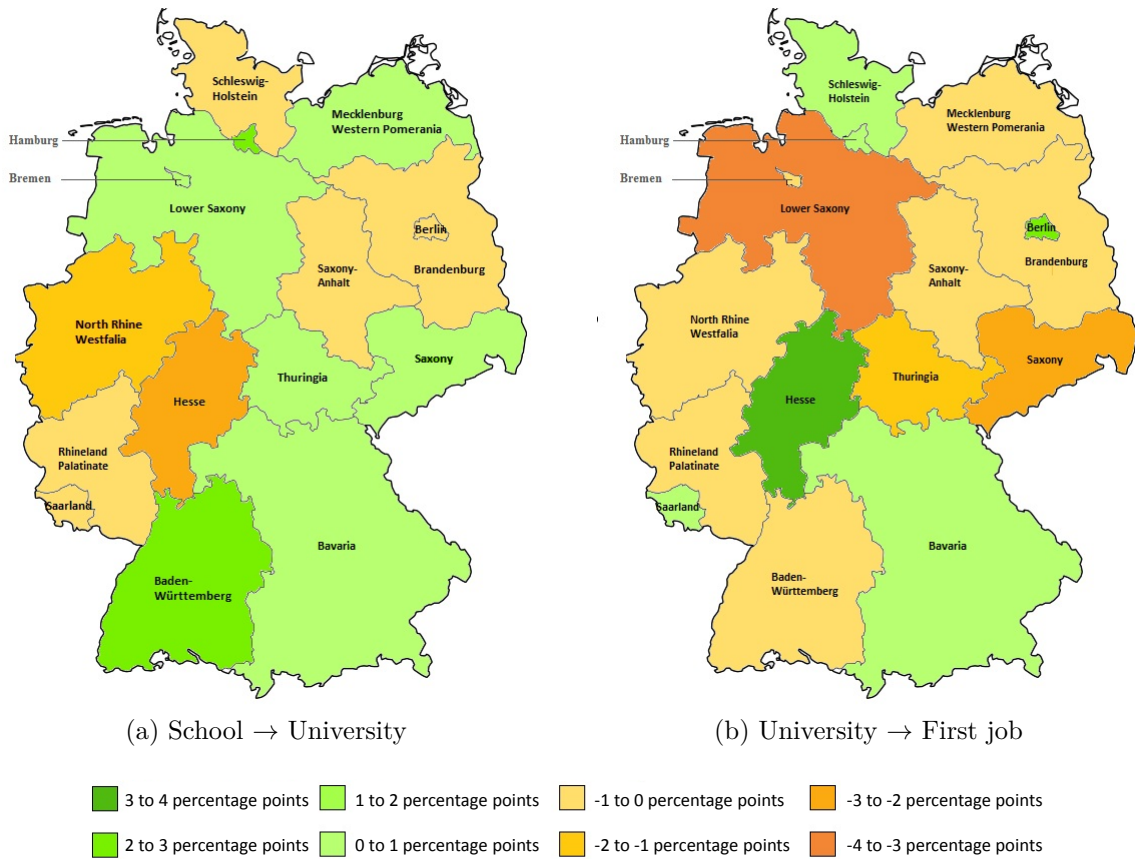 Schleswig-
Holstein
Mecklenburg
Western Pomerania
Hamburg
Bremen
Lower Saxony
Berlin
Brandenburg
Saxony-
Anhalt
North Rhine
Westfalia
Saxony
Thuringia
Hesse
Rhineland
Palatinate
Saarland
Bavaria
Baden-
Württemberg
(a) School → University
Schleswig-
Holstein
Mecklenburg
Western Pomerania
Hamburg
Bremen
Lower Saxony
Berlin
Brandenburg
Saxony-
Anhalt
North Rhine
Westfalia
Saxony
Thuringia
Hesse
Rhineland
Palatinate
Saarland
Bavaria
Baden-
Württemberg
(b) University → First job
3 to 4 percentage points
1 to 2 percentage points
-1 to 0 percentage points
-3 to -2 percentage points
2 to 3 percentage points
0 to 1 percentage points
-2 to -1 percentage points
-4 to -3 percentage points